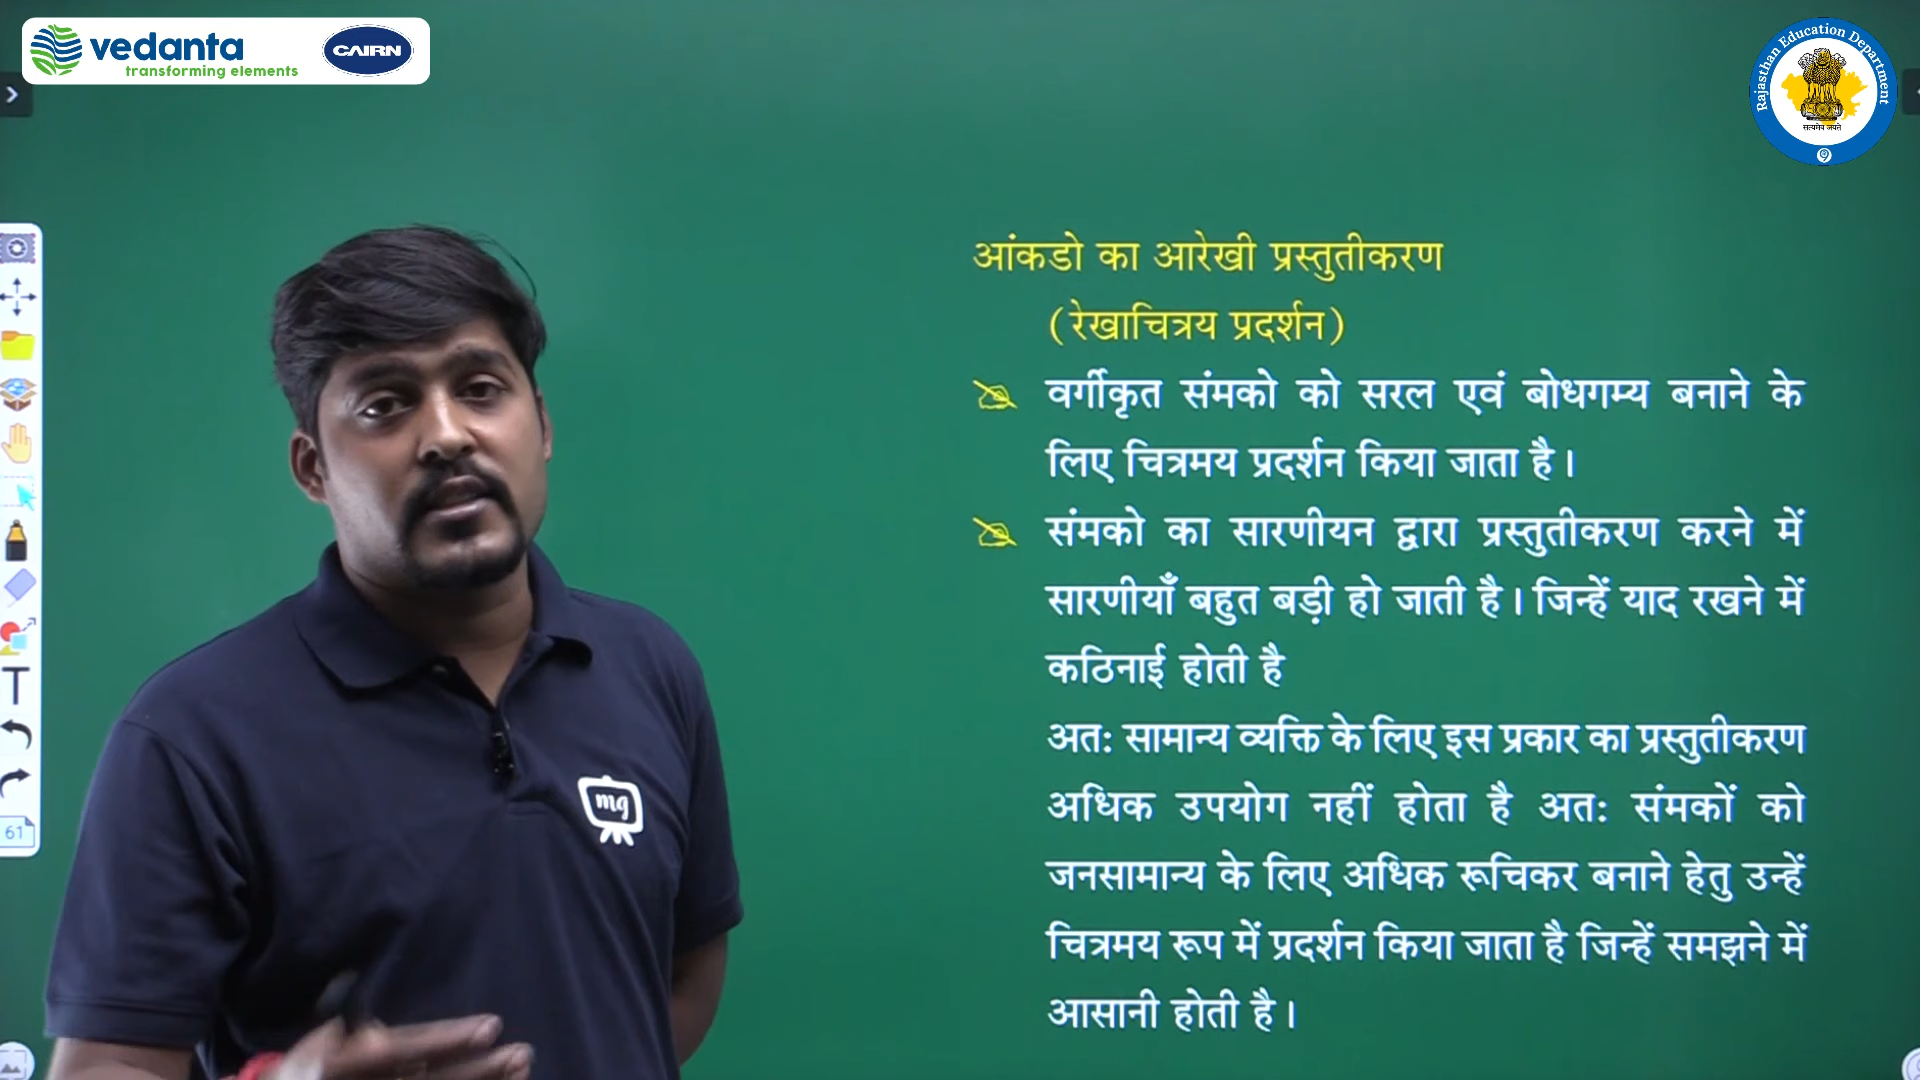 vedanta
transforming elements
CAIRN
Rajasthan Education Department
सत्यमेव जयते
आंकडो का आरेखी प्रस्तुतीकरण
(रेखाचित्रय प्रदर्शन)
वर्गीकृत संमको को सरल एवं बोधगम्य बनाने के
लिए चित्रमय प्रदर्शन किया जाता है।
संमको का सारणीयन द्वारा प्रस्तुतीकरण करने में
सारणीयाँ बहुत बड़ी हो जाती है। जिन्हें याद रखने में
कठिनाई होती है
अत: सामान्य व्यक्ति के लिए इस प्रकार का प्रस्तुतीकरण
अधिक उपयोग नहीं होता है अत: संमकों को
जनसामान्य के लिए अधिक रूचिकर बनाने हेतु उन्हें
चित्रमय रूप में प्रदर्शन किया जाता है जिन्हें समझने में
आसानी होती है।
mg
T
61